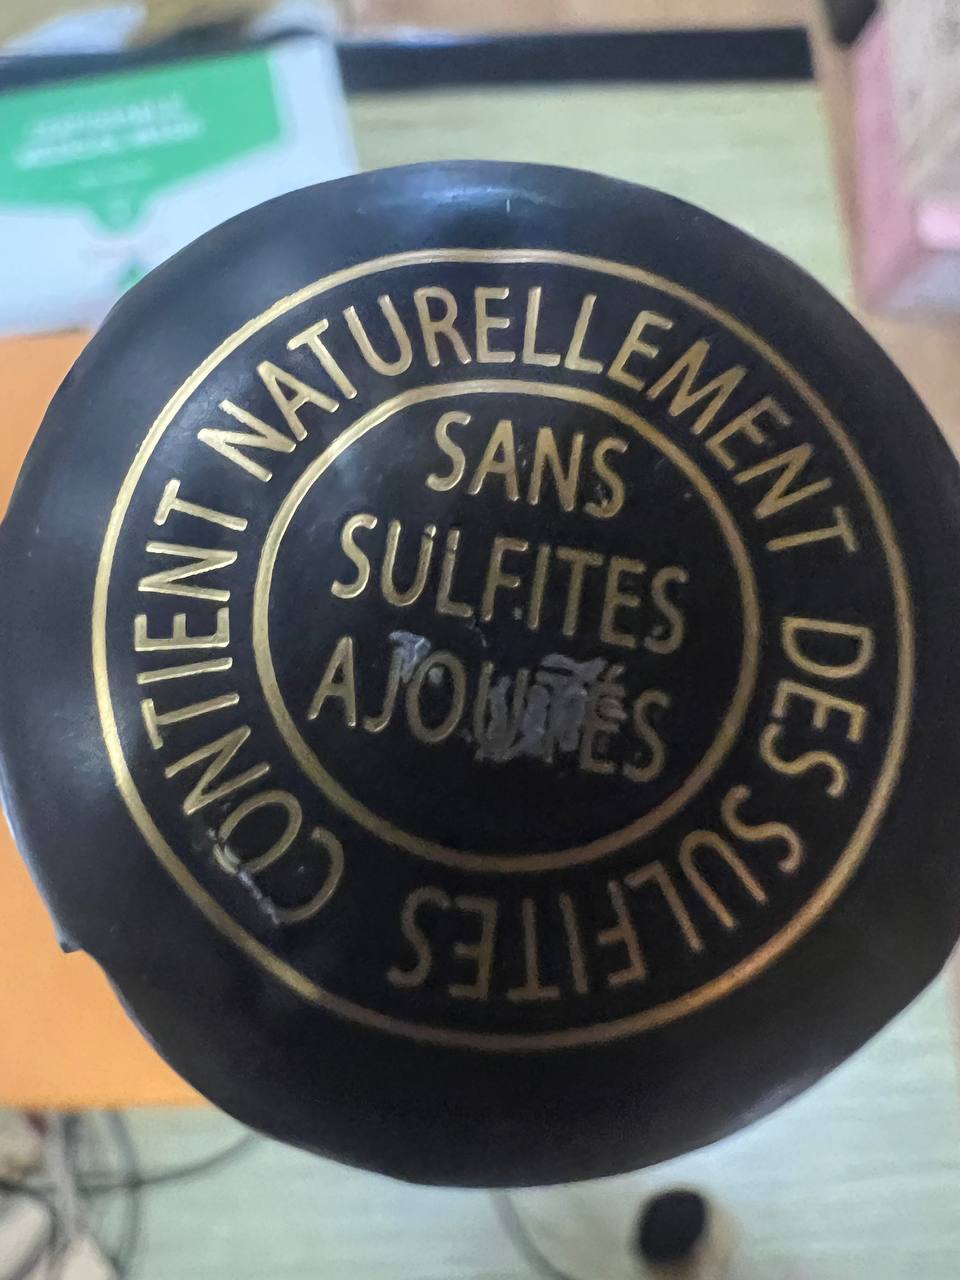 CONTIENT NATURELLEMENT DES SULFITES
SANS
SULFITES
AJOUTÉS